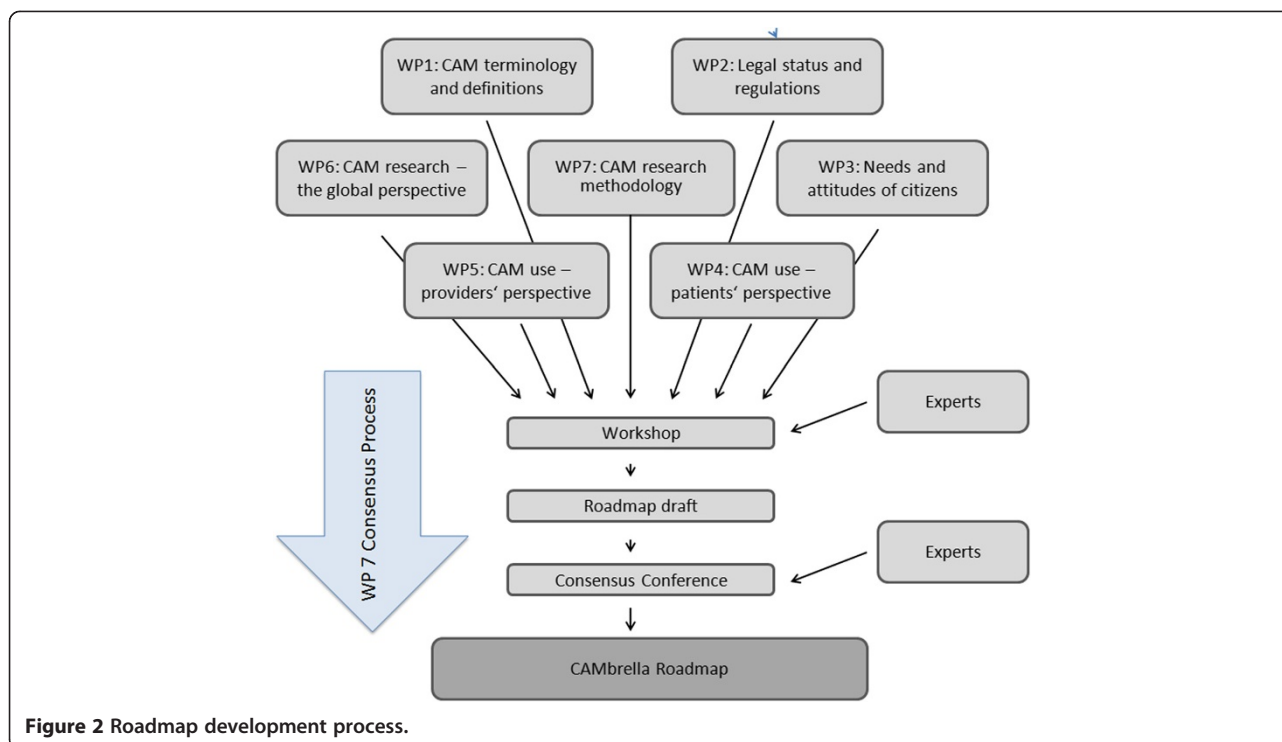 WP1: CAM terminology
and definitions
WP2: Legal status and
regulations
WP6: CAM research –
the global perspective
WP7: CAM research
methodology
WP3: Needs and
attitudes of citizens
WP5: CAM use –
providers‘ perspective
WP4: CAM use –
patients‘ perspective
WP 7 Consensus Process
Experts
Workshop
Roadmap draft
Experts
Consensus Conference
CAMbrella Roadmap
Figure 2 Roadmap development process.